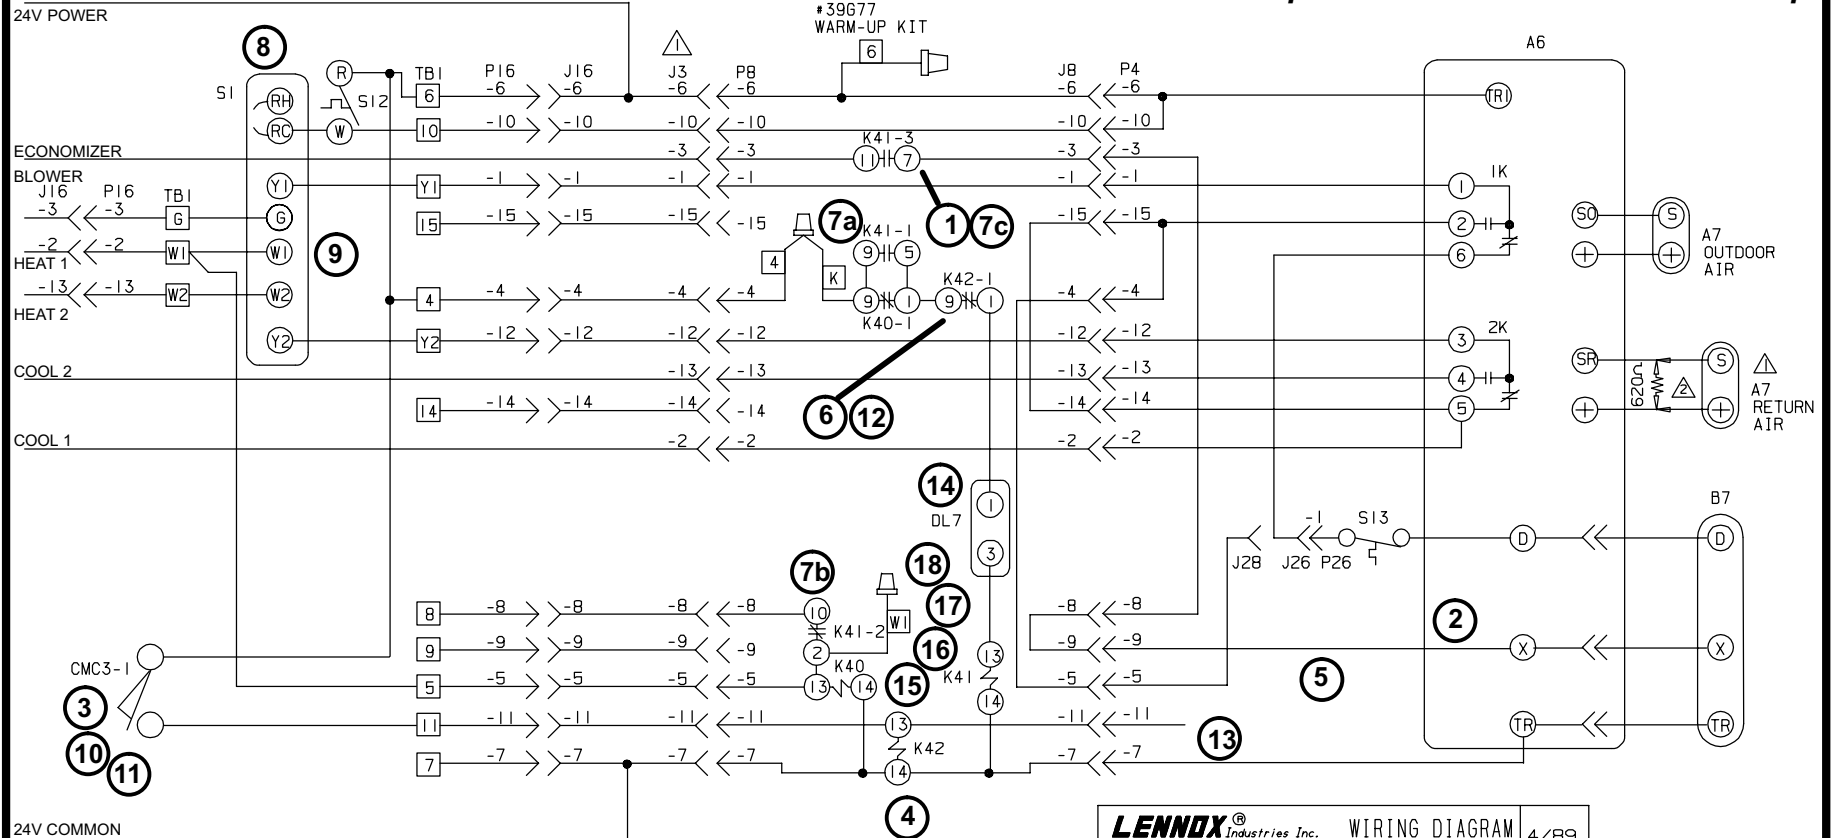 24V POWER
#39G77
WARM-UP KIT
6
8
1
A6
S1
R
S12
TB1 P16 J16 J3 P8 J8 P4
RH
6 -6 -6 -6 -6 -6 -6
TR1
RC W 10 -10 -10 -10 -10 -10 -10
K41-3
ECONOMIZER -3 -3 11 7 -3 -3
BLOWER
J16 P16 TB1
Y1 Y1 -1 -1 -1 -1 -1 -1 1 1K
-3 -3 G G
15 -15 -15 -15 -15 -15 -15 2
7a 1 7c
SO S
A7
OUTDOOR
AIR
K41-1
9 5
-2 -2 W1 W1
9
HEAT 1
4 K
6
+ +
K42-1
-13 -13 W2 W2
4 -4 -4 -4 -4 9 1 9 1 -4 -4
K40-1
HEAT 2
Y2 Y2 -12 -12 -12 -12 -12 -12 3 2K
COOL 2 -13 -13 -13 -13 4
SR S
620Ω
1
2
A7
RETURN
AIR
+ +
14 -14 -14 -14 -14 -14 -14 5
6 12
COOL 1 -2 -2 -2 -2
14
1
DL7
3
B7
-1 S13
J28 J26 P26
D D
7b
18
8 -8 -8 -8 -8 10 -8 -8
W1
17
K41-2
2
9 -9 -9 -9 -9 2 -9 -9 X X
16
CMC3-1
K40
13
5
5 -5 -5 -5 -5 13 14 -5 -5
15
K41
14
3
11 -11 -11 -11 -11 13 -11 -11
TR TR
13
10
K42
11
7 -7 -7 -7 -7 14 -7 -7
4
24V COMMON
LENNOX® Industries Inc. WIRING DIAGRAM 4/89